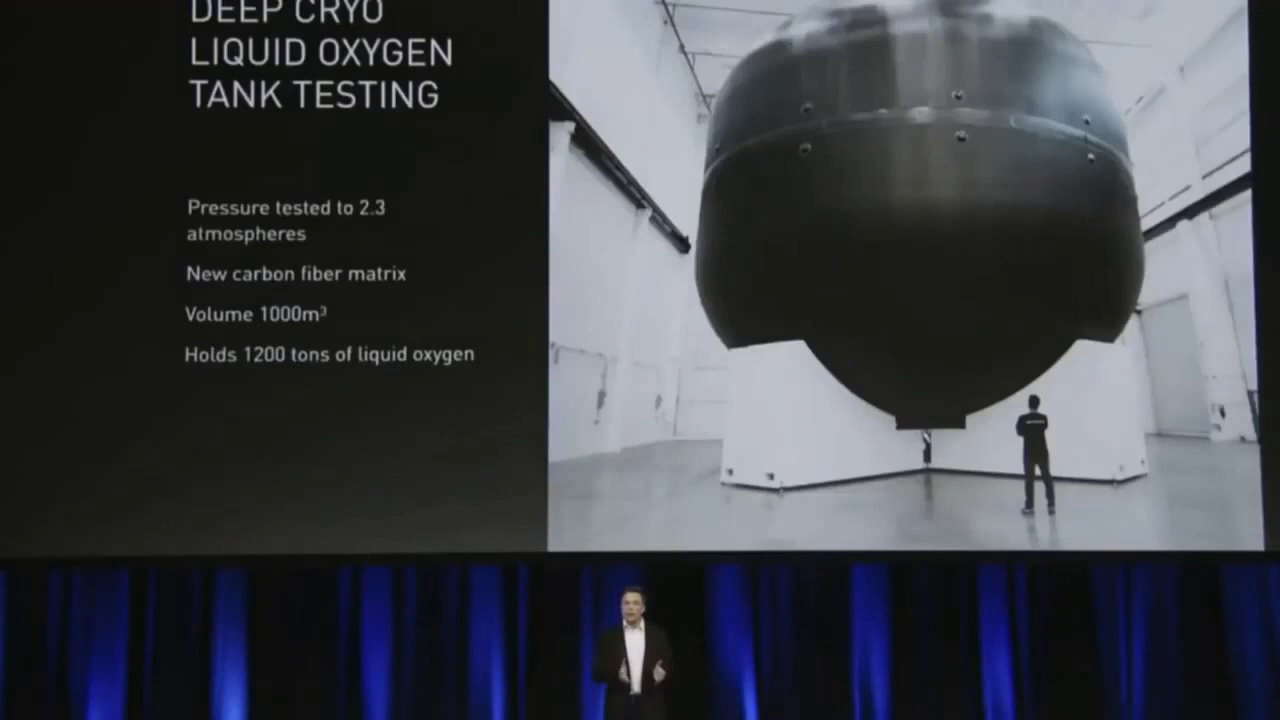 DEEP CRYO
LIQUID OXYGEN
TANK TESTING
Pressure tested to 2.3
atmospheres
New carbon fiber matrix
Volume 1000m³
Holds 1200 tons of liquid oxygen